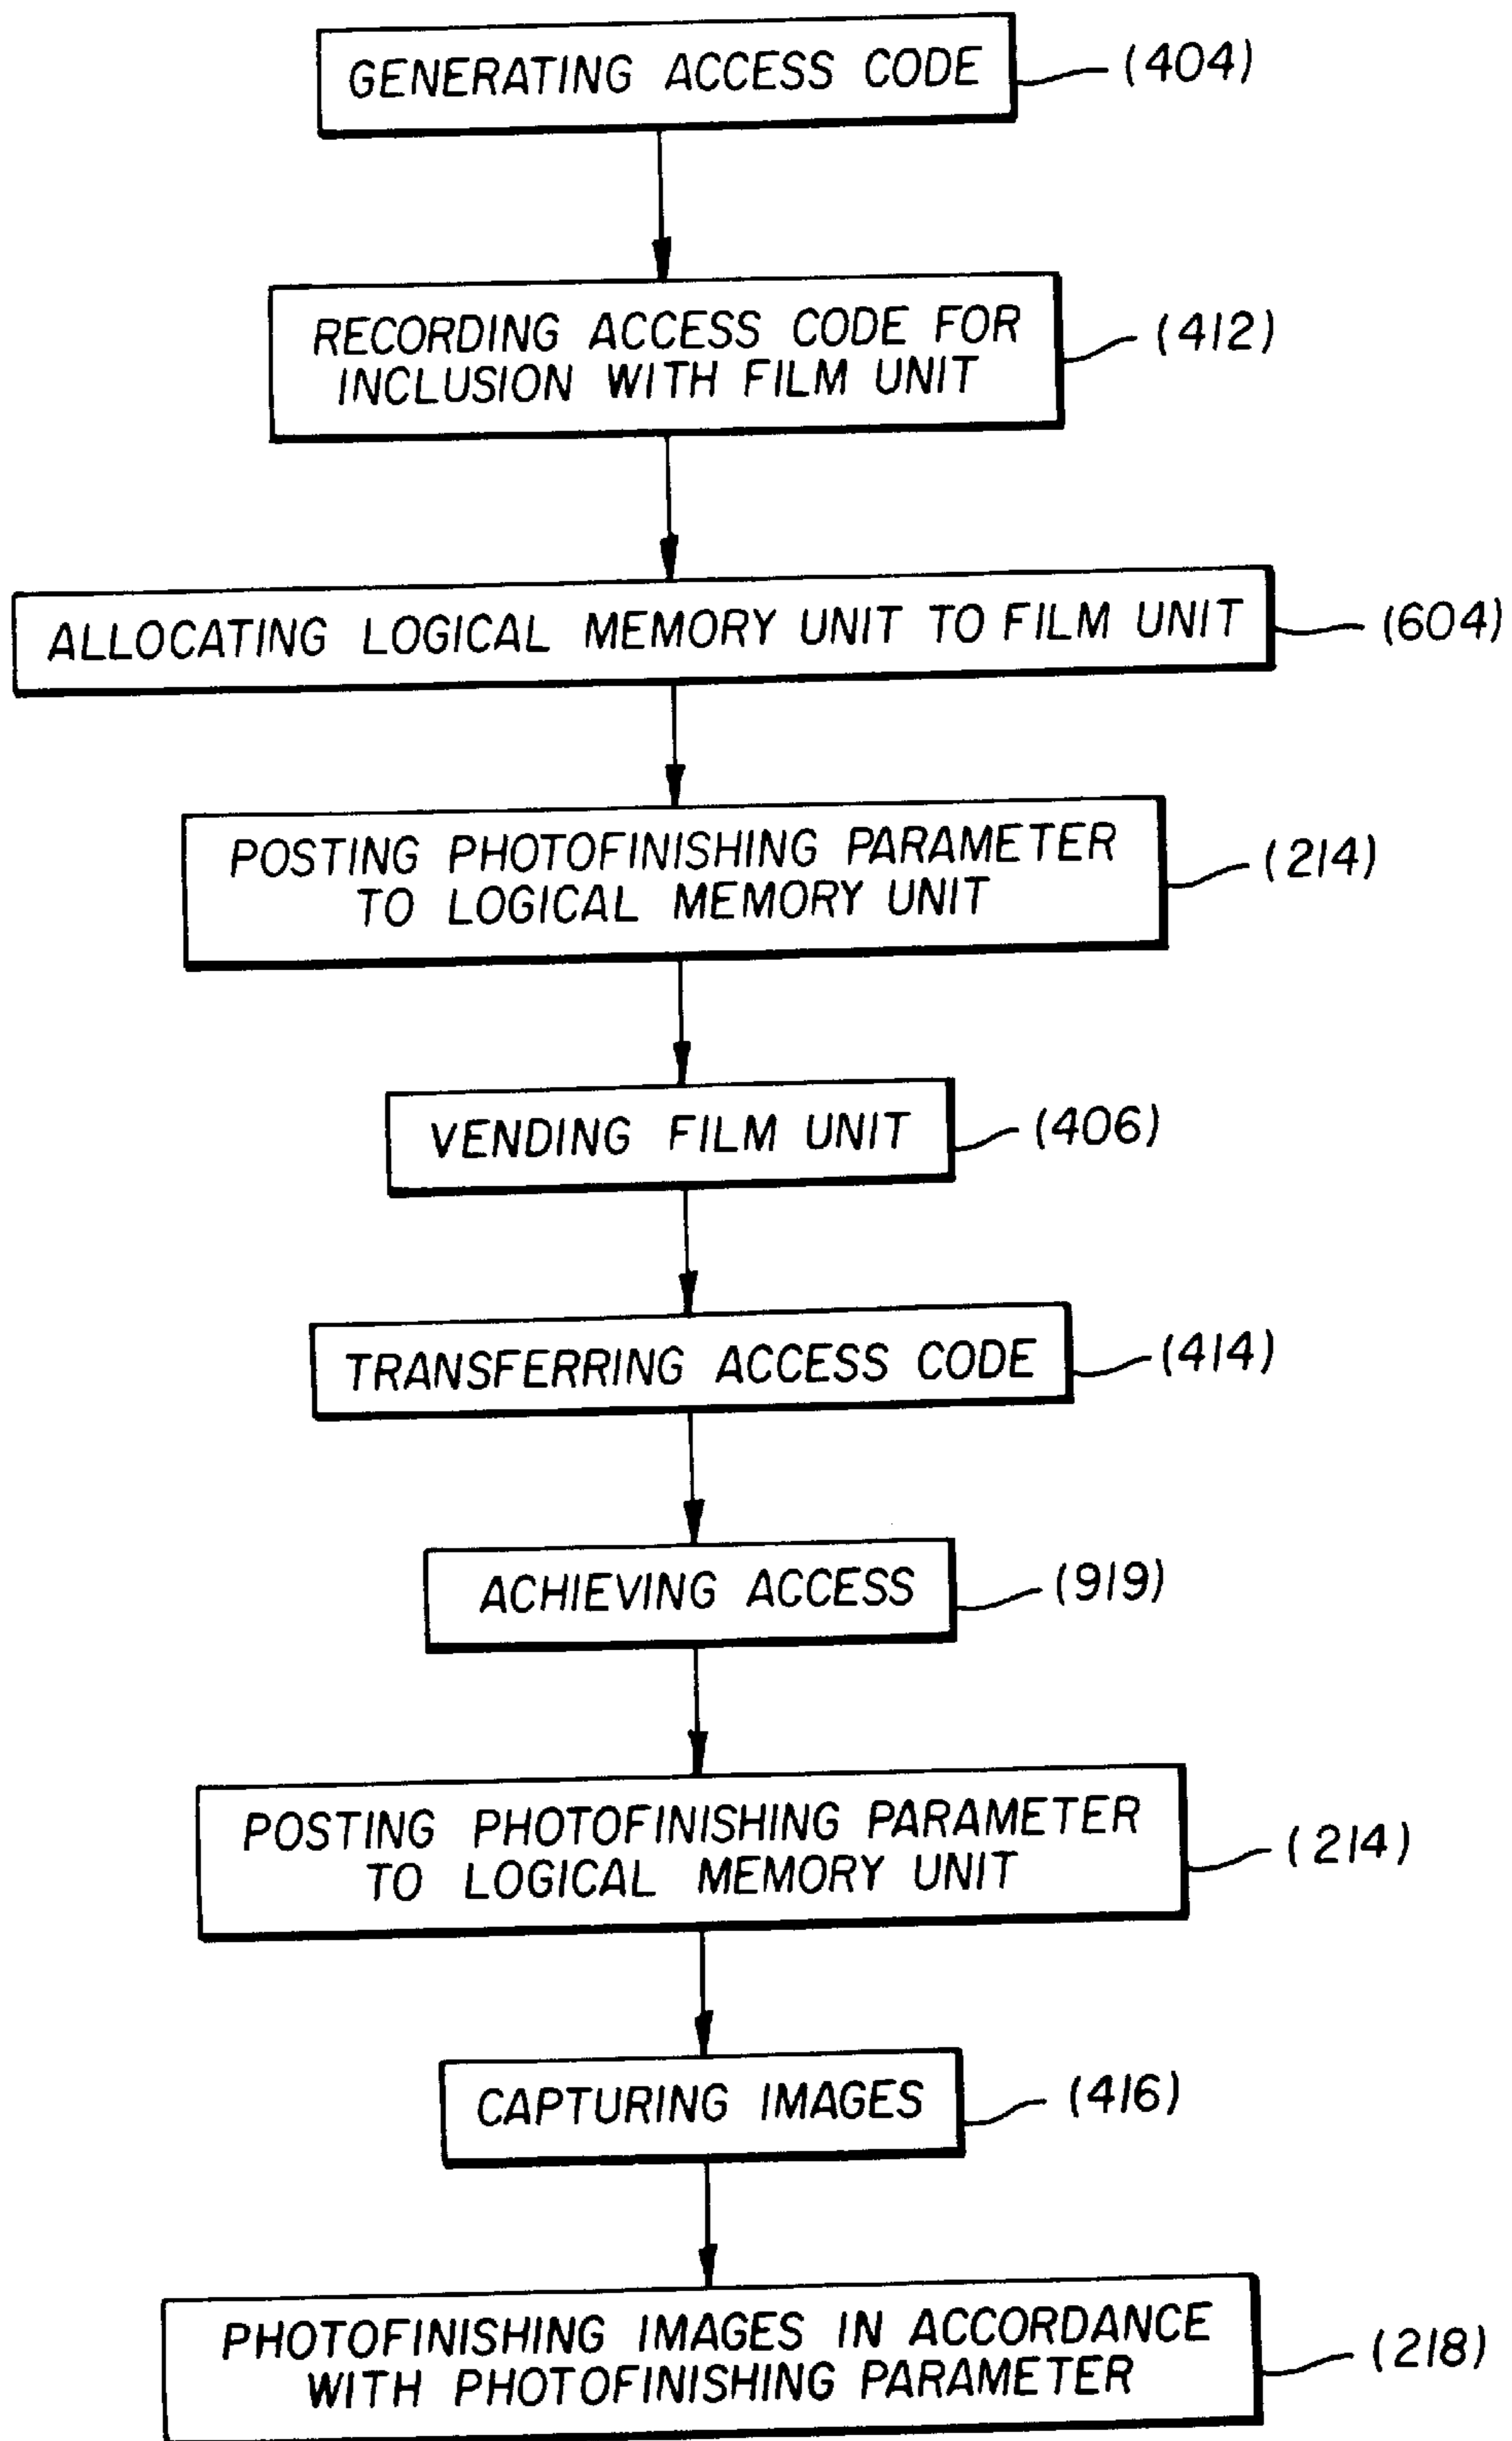 GENERATING ACCESS CODE (404)
RECORDING ACCESS CODE FOR
INCLUSION WITH FILM UNIT (412)
ALLOCATING LOGICAL MEMORY UNIT TO FILM UNIT (604)
POSTING PHOTOFINISHING PARAMETER
TO LOGICAL MEMORY UNIT (214)
VENDING FILM UNIT (406)
TRANSFERRING ACCESS CODE (414)
ACHIEVING ACCESS (919)
POSTING PHOTOFINISHING PARAMETER
TO LOGICAL MEMORY UNIT (214)
CAPTURING IMAGES (416)
PHOTOFINISHING IMAGES IN ACCORDANCE
WITH PHOTOFINISHING PARAMETER (218)